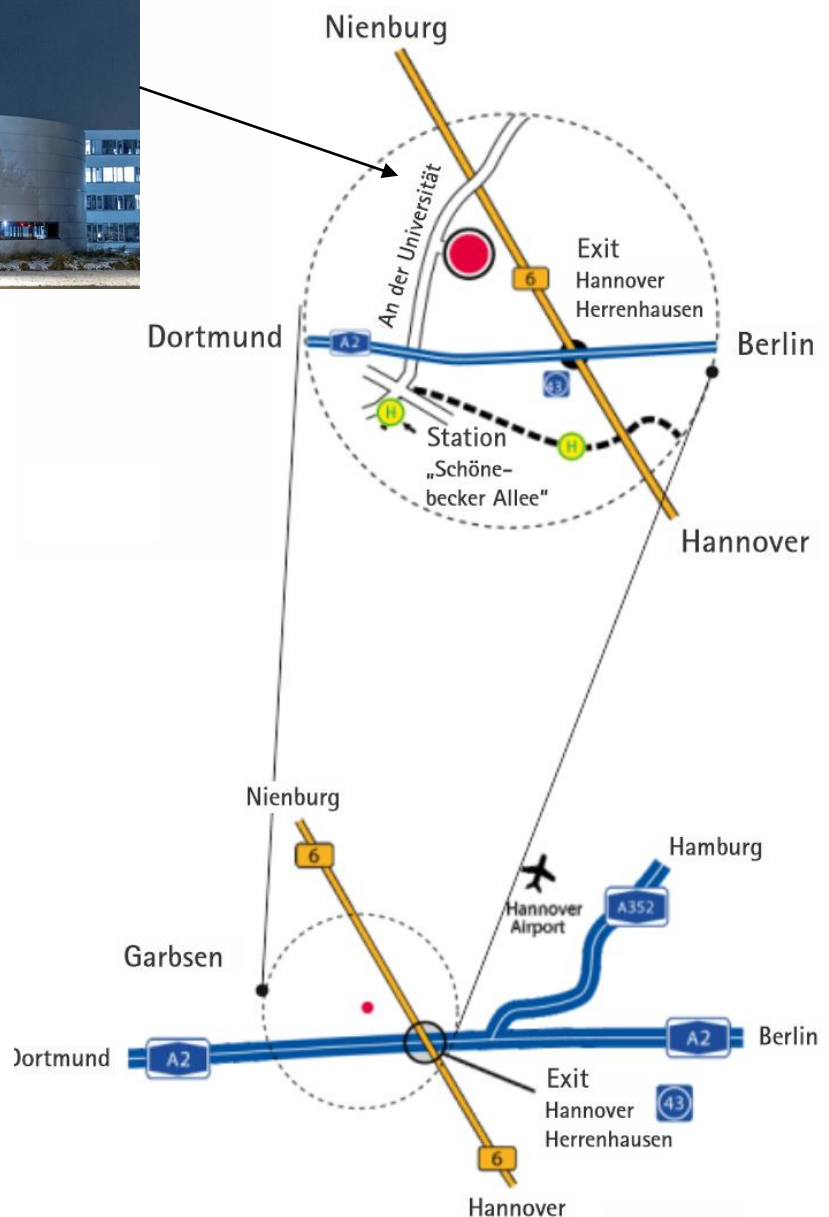 Nienburg
An der Universität
6
Exit
Hannover
Herrenhausen
Dortmund
A2
Berlin
43
H
Station
„Schöne-
becker Allee“
H
Hannover
Nienburg
6
Hamburg
A352
Hannover
Airport
Garbsen
Dortmund
A2
A2
Berlin
Exit
Hannover
Herrenhausen
43
6
Hannover